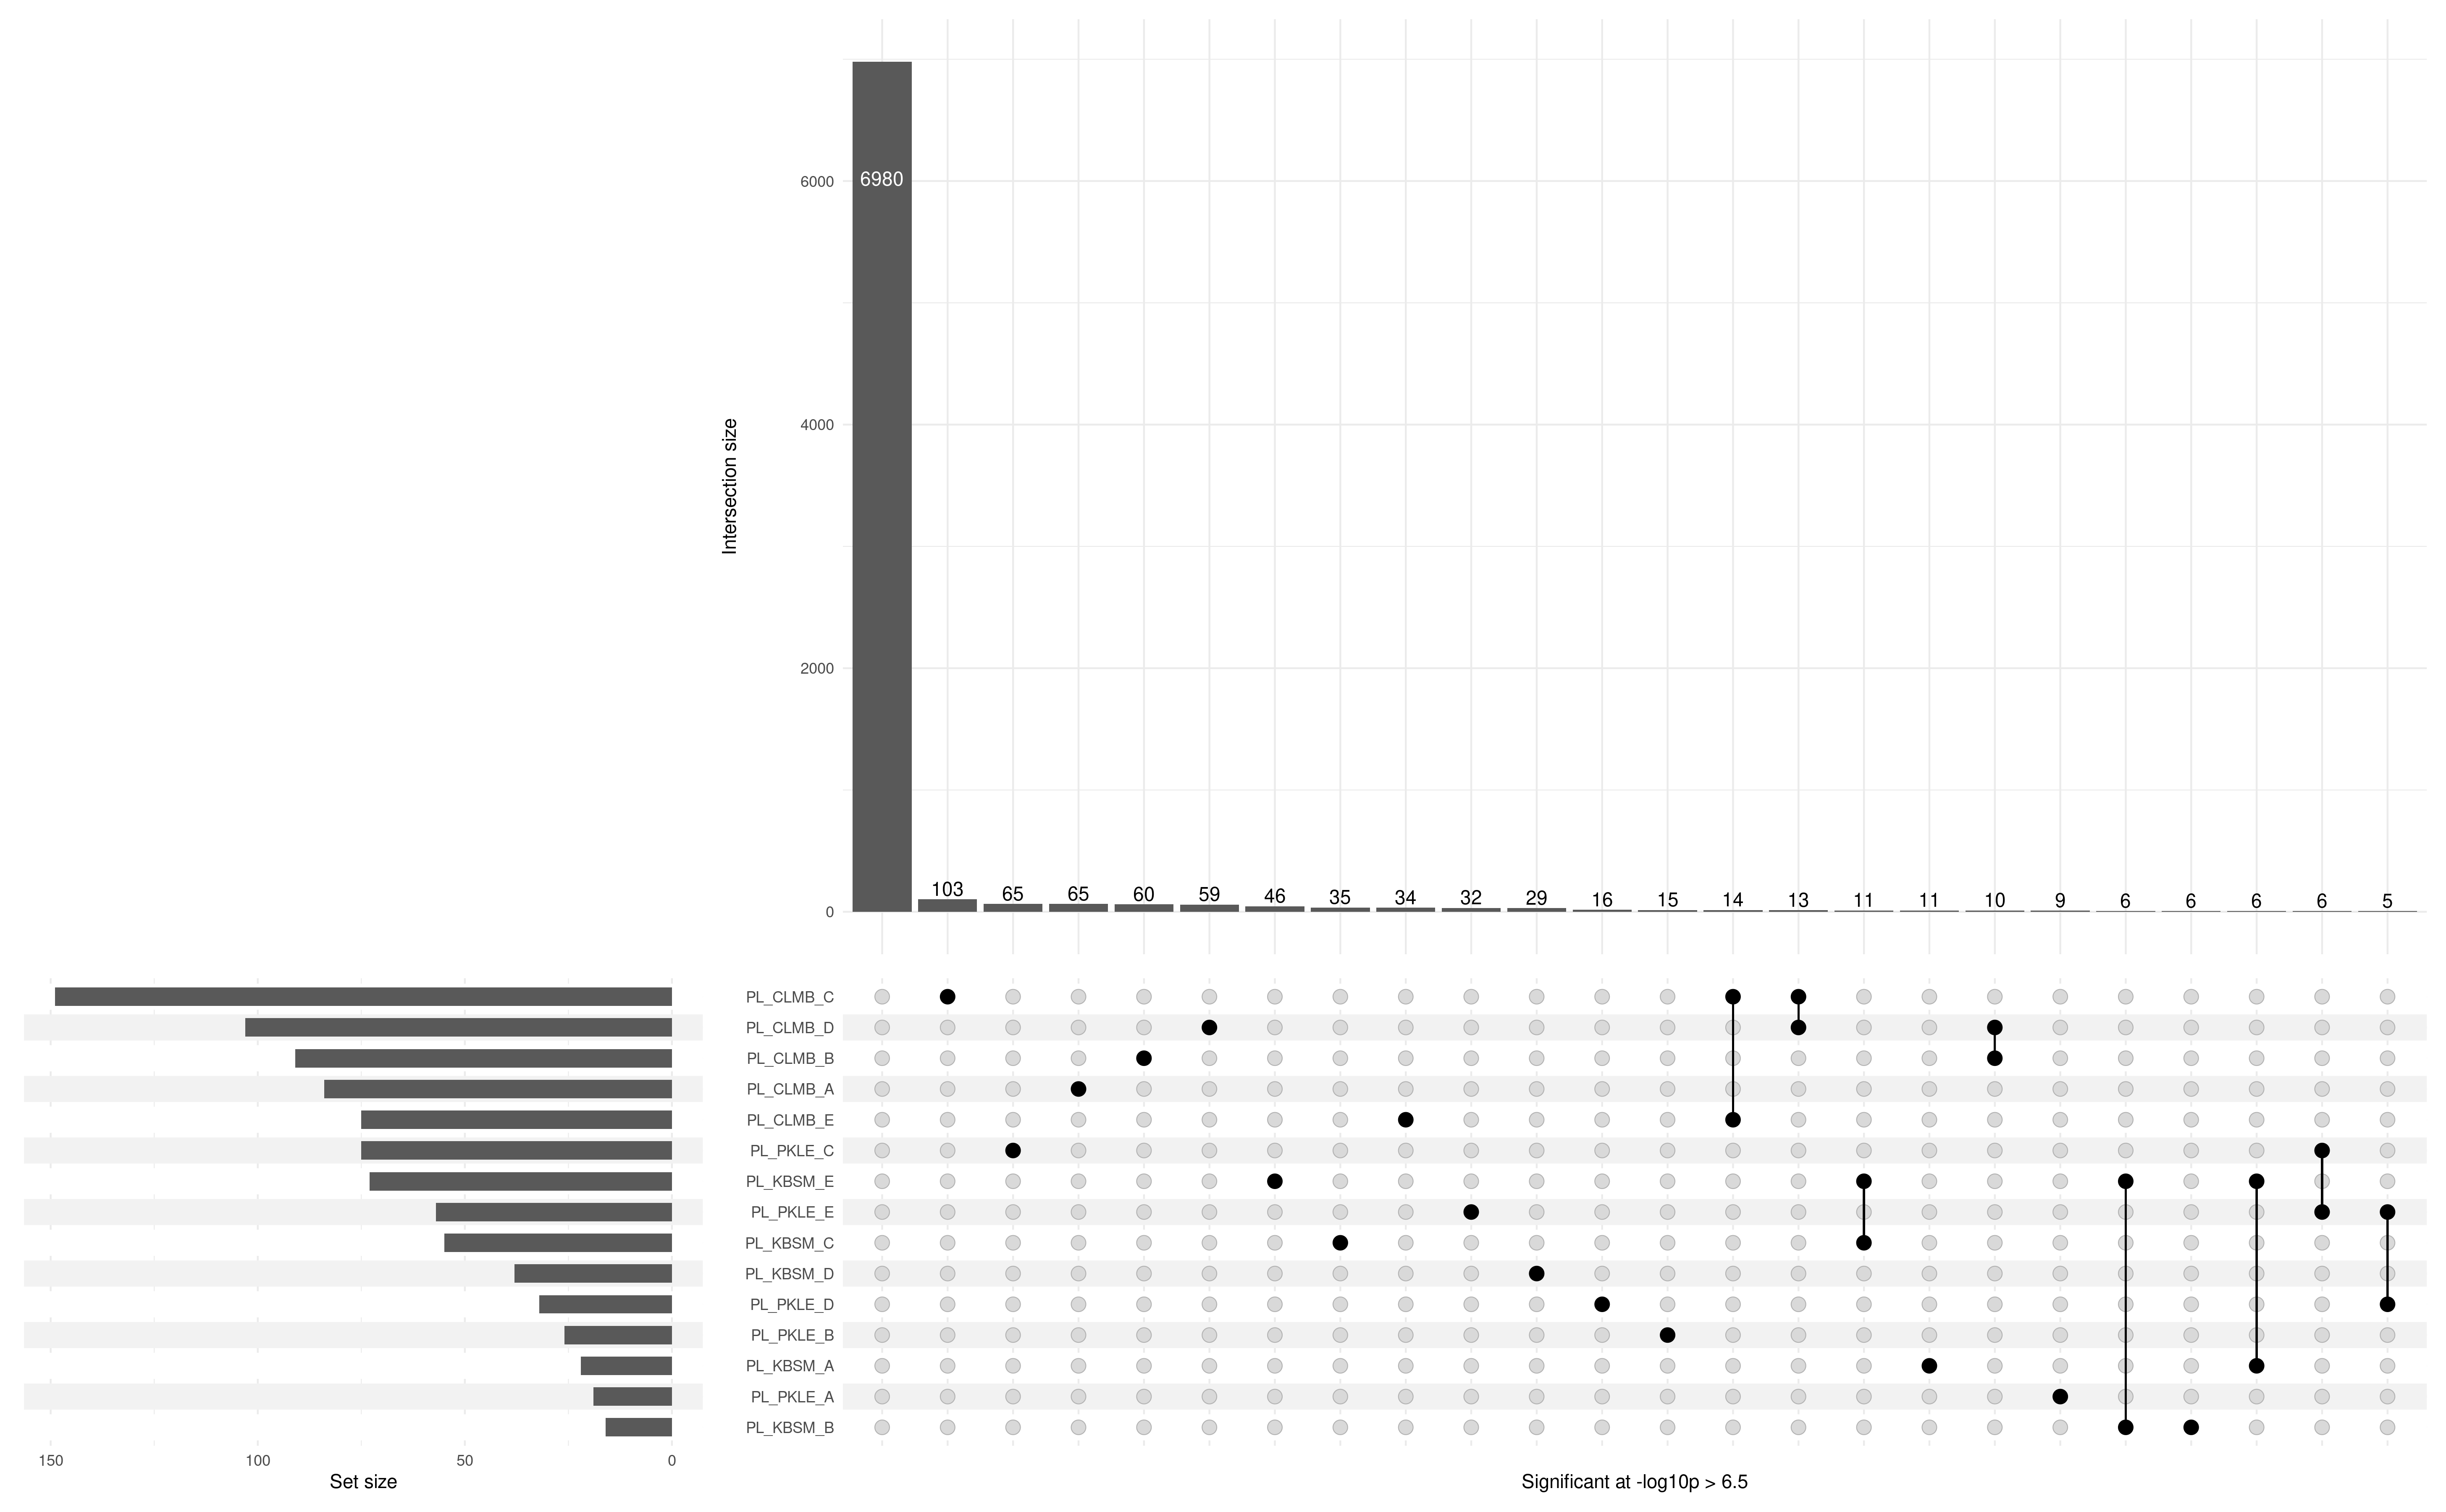 6000
4000
2000
0
Intersection size
6980
103 65 65 60 59 46 35 34 32 29 16 15 14 13 11 11 10 9 6 6 6 6 5
PL_CLMB_C
PL_CLMB_D
PL_CLMB_B
PL_CLMB_A
PL_CLMB_E
PL_PKLE_C
PL_KBSM_E
PL_PKLE_E
PL_KBSM_C
PL_KBSM_D
PL_PKLE_D
PL_PKLE_B
PL_KBSM_A
PL_PKLE_A
PL_KBSM_B
150 100 50 0
Set size
Significant at -log10p > 6.5